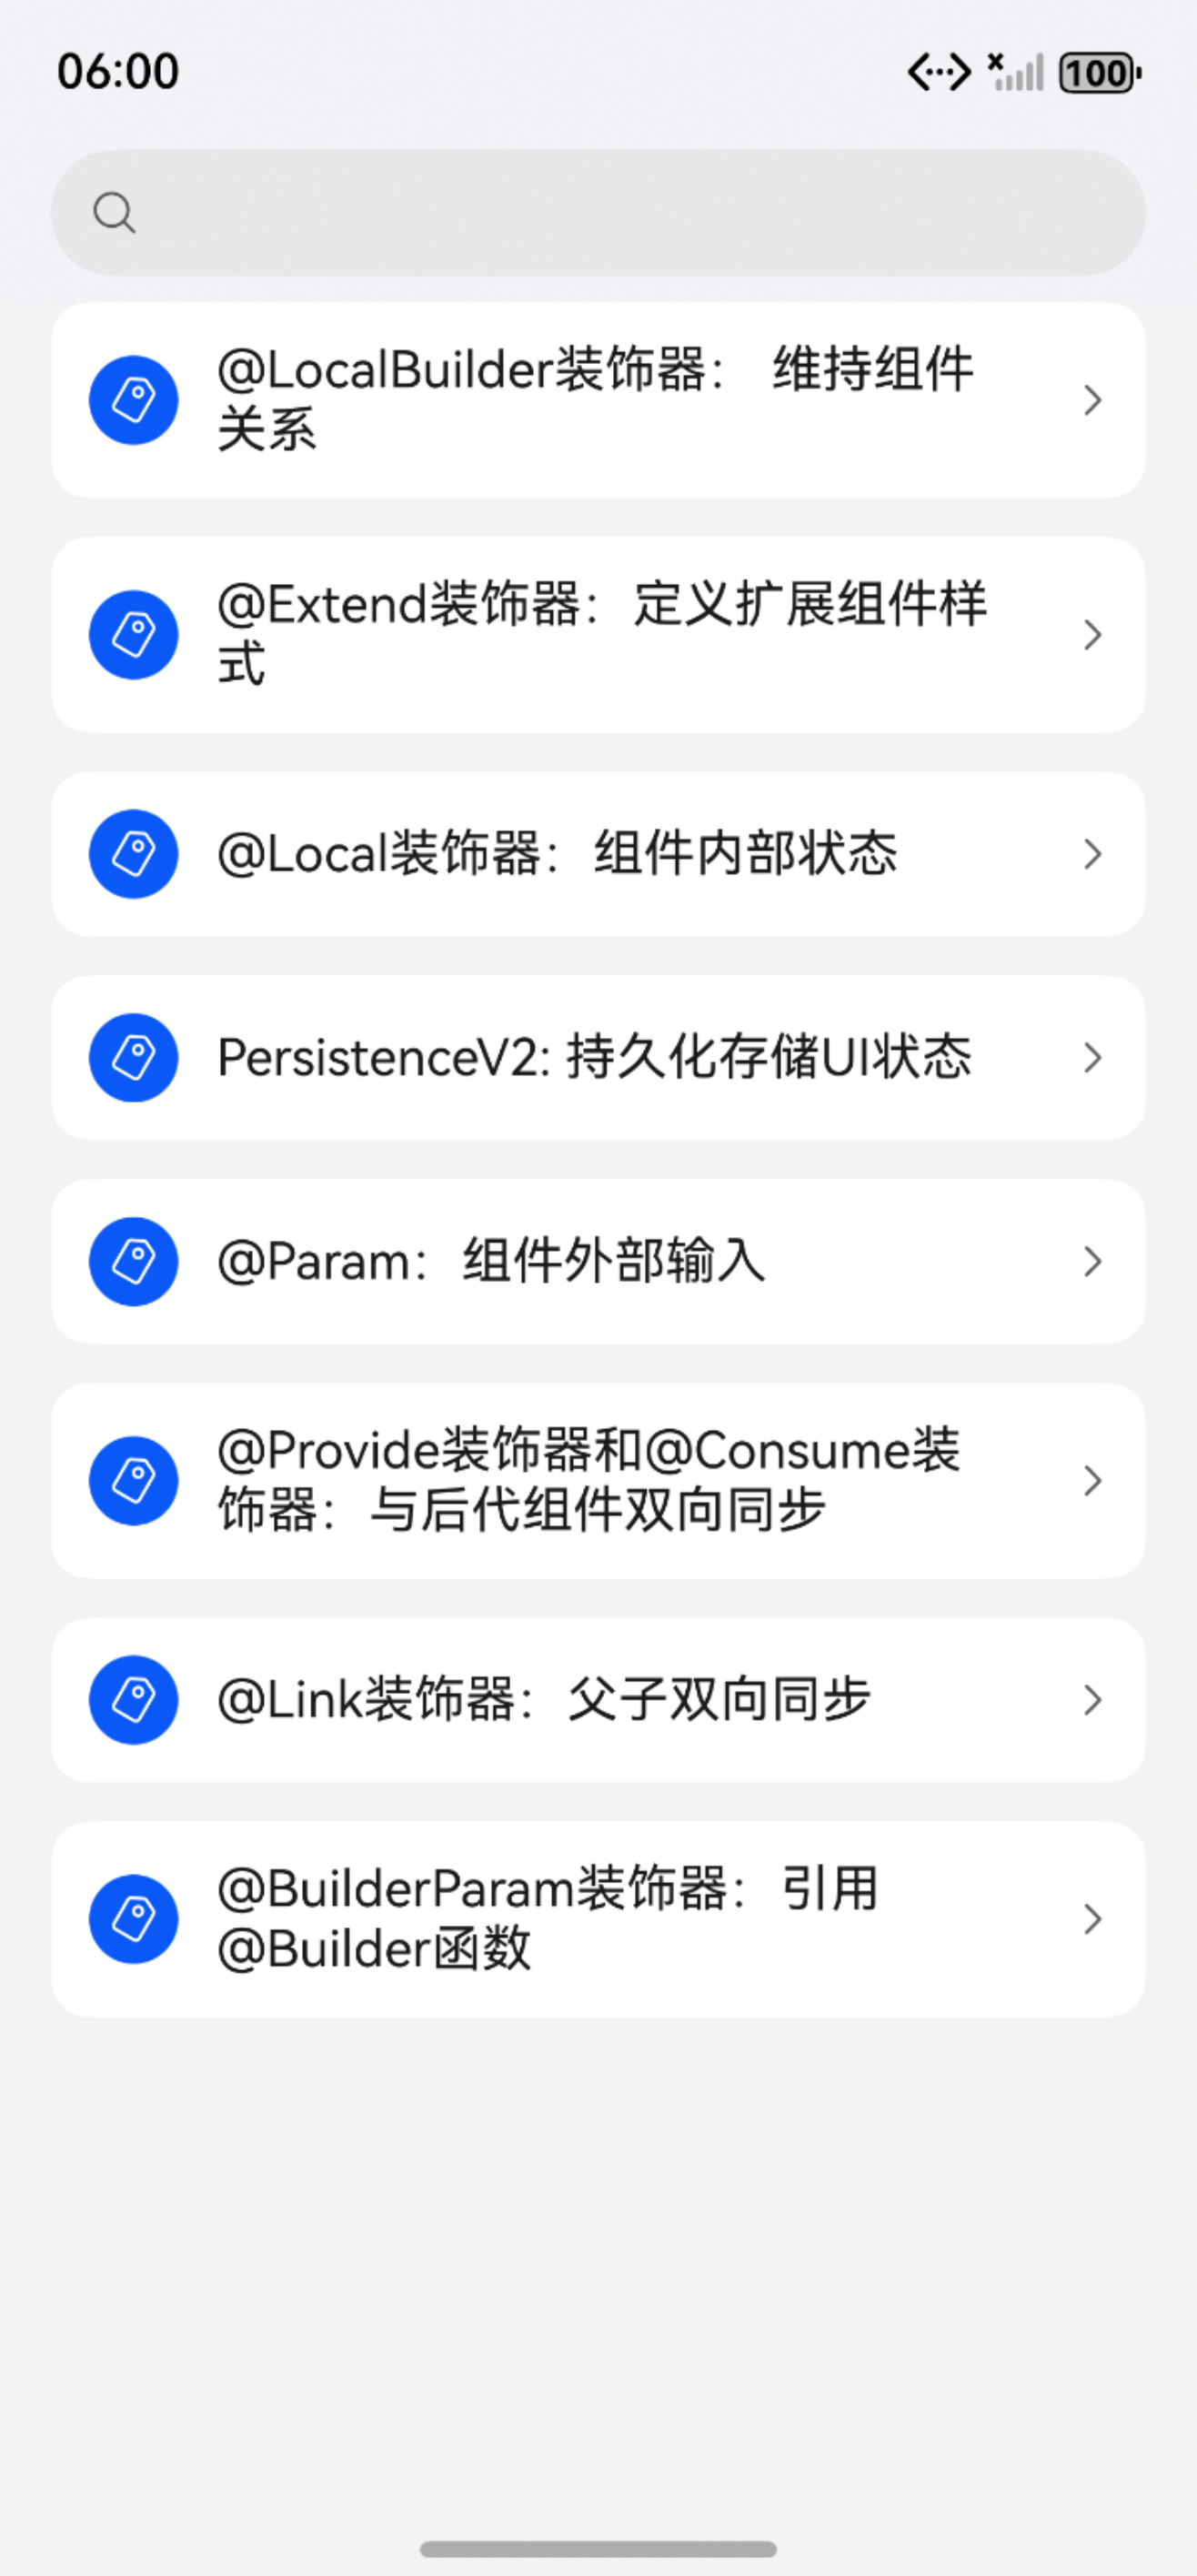 06:00
100
@LocalBuilder装饰器： 维持组件
关系
@Extend装饰器：定义扩展组件样
式
@Local装饰器：组件内部状态
PersistenceV2: 持久化存储UI状态
@Param：组件外部输入
@Provide装饰器和@Consume装
饰器：与后代组件双向同步
@Link装饰器：父子双向同步
@BuilderParam装饰器：引用
@Builder函数